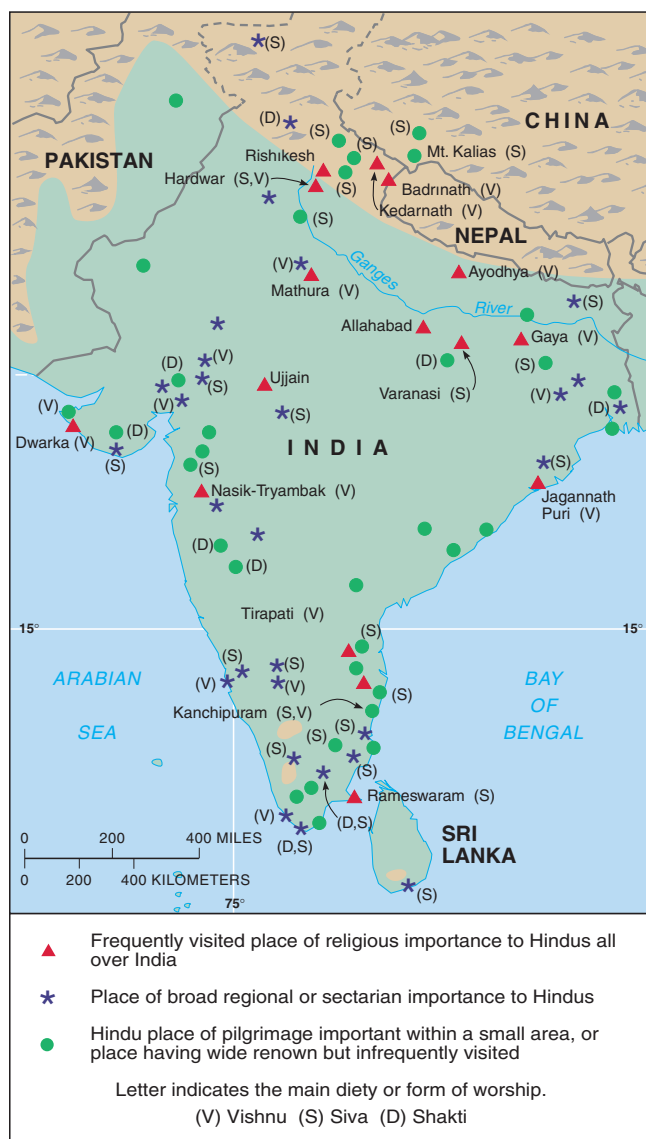 (S)
CHINA
(D)
(S)
(S)
(S)
PAKISTAN
Rishikesh
Mt. Kalias (S)
Hardwar (S,V)
(S)
Badrinath (V)
Kedarnath (V)
(S)
NEPAL
(V)
Ganges
Ayodhya (V)
Mathura (V)
River
(S)
Allahabad
Gaya (V)
(D)
(V)
(D)
(S)
(S)
Varanasi (S)
Ujjain
(V)
(V)
(V)
(S)
(D)
INDIA
Dwarka (V)
(D)
(S)
(S)
(S)
Nasik-Tryambak (V)
Jagannath
Puri (V)
(D)
(D)
Tirapati (V)
15°
15°
(S)
(S)
(S)
ARABIAN
SEA
(V)
(V)
(S)
BAY
OF
BENGAL
Kanchipuram (S,V)
(S)
(S)
(S)
(S)
Rameswaram (S)
(V)
(D,S)
(D,S)
SRI
LANKA
0 200 400 MILES
0 200 400 KILOMETERS
(S)
75°
Frequently visited place of religious importance to Hindus all
over India
Place of broad regional or sectarian importance to Hindus
Hindu place of pilgrimage important within a small area, or
place having wide renown but infrequently visited
Letter indicates the main diety or form of worship.
(V) Vishnu (S) Siva (D) Shakti